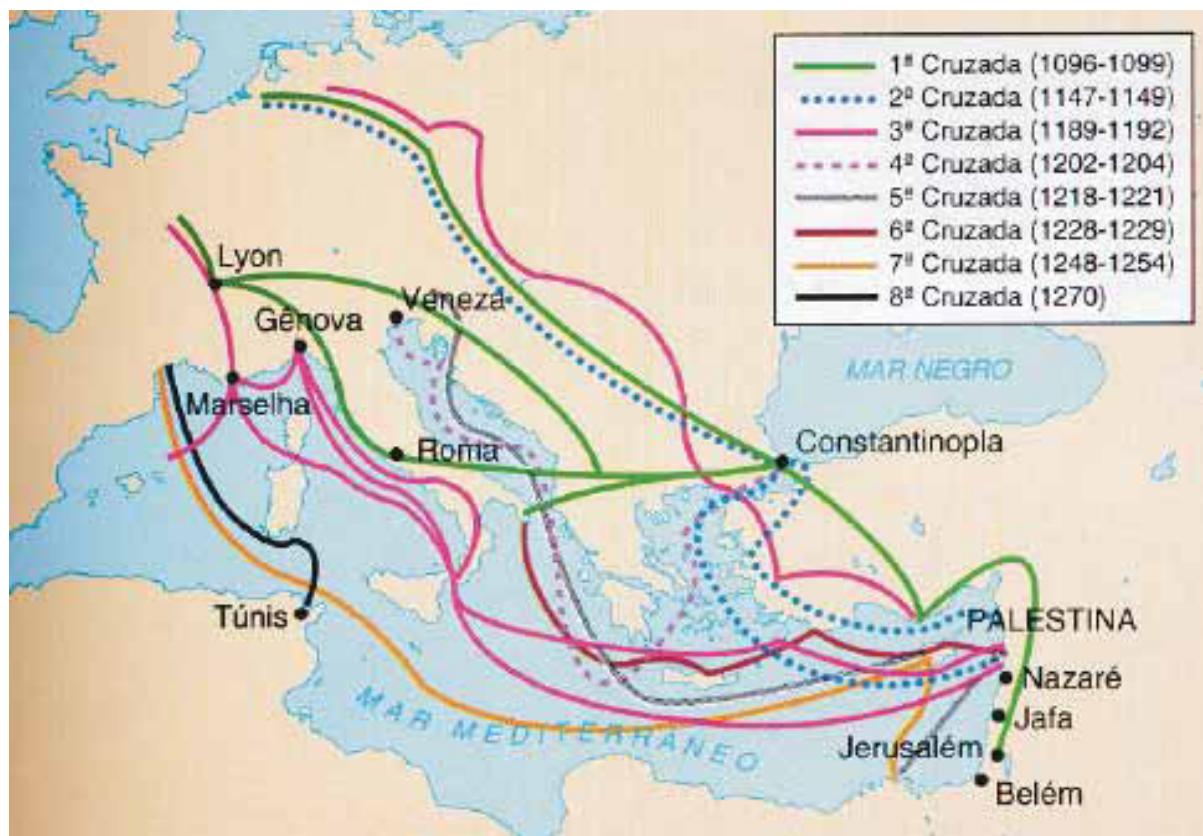 1ª Cruzada (1096-1099)
2ª Cruzada (1147-1149)
3ª Cruzada (1189-1192)
4ª Cruzada (1202-1204)
5ª Cruzada (1218-1221)
6ª Cruzada (1228-1229)
7ª Cruzada (1248-1254)
8ª Cruzada (1270)
Lyon
Veneza
Gênova
MAR NEGRO
Marselha
Roma
Constantinopla
Túnis
PALESTINA
Nazaré
MAR MEDITERRÂNEO
Jafa
Jerusalém
Belém